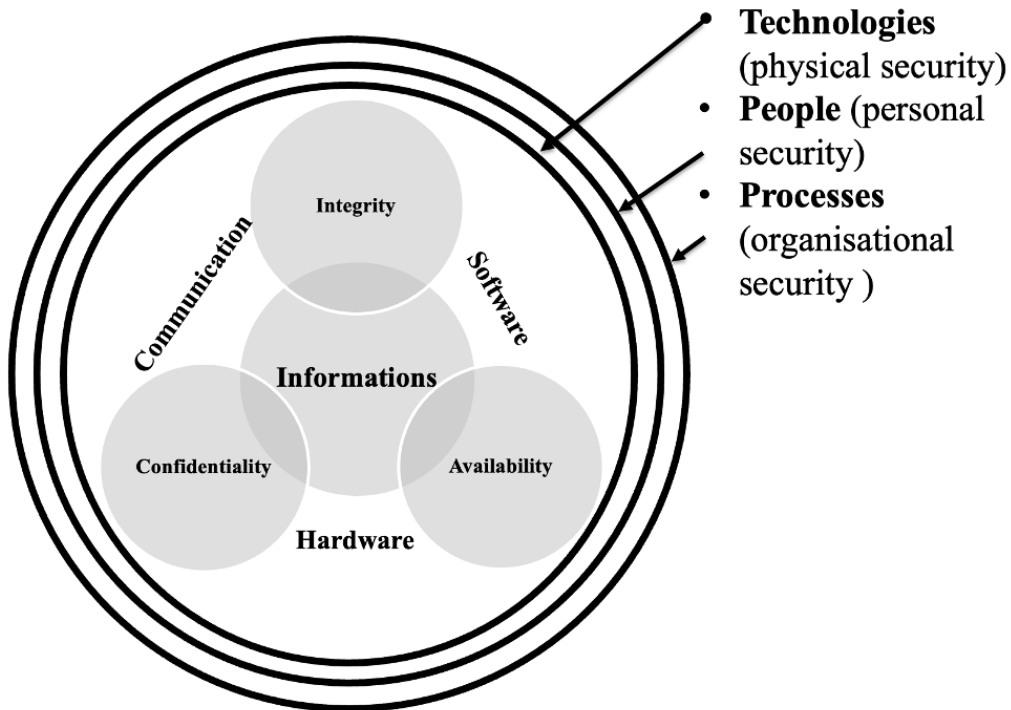 • Technologies
(physical security)
• People (personal
security)
• Processes
(organisational
security )
Integrity
Communication
Software
Informations
Confidentiality
Availability
Hardware